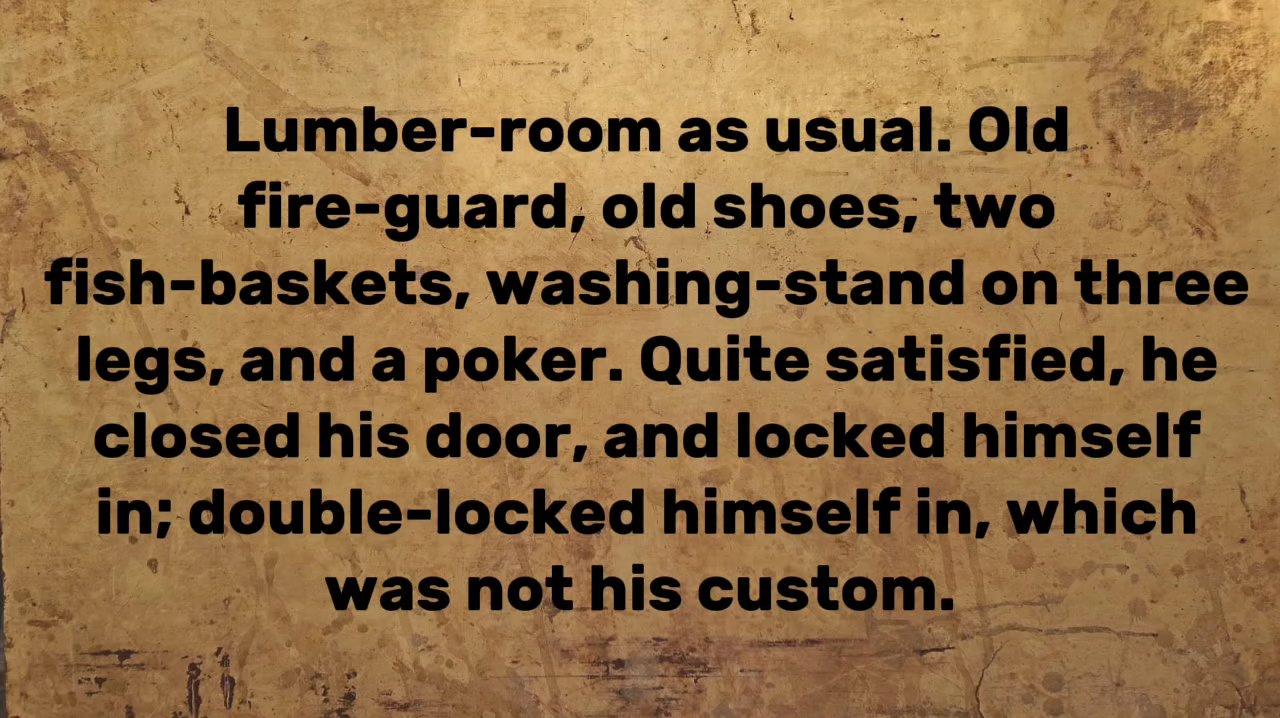 Lumber-room as usual. Old
fire-guard, old shoes, two
fish-baskets, washing-stand on three
legs, and a poker. Quite satisfied, he
closed his door, and locked himself
in; double-locked himself in, which
was not his custom.